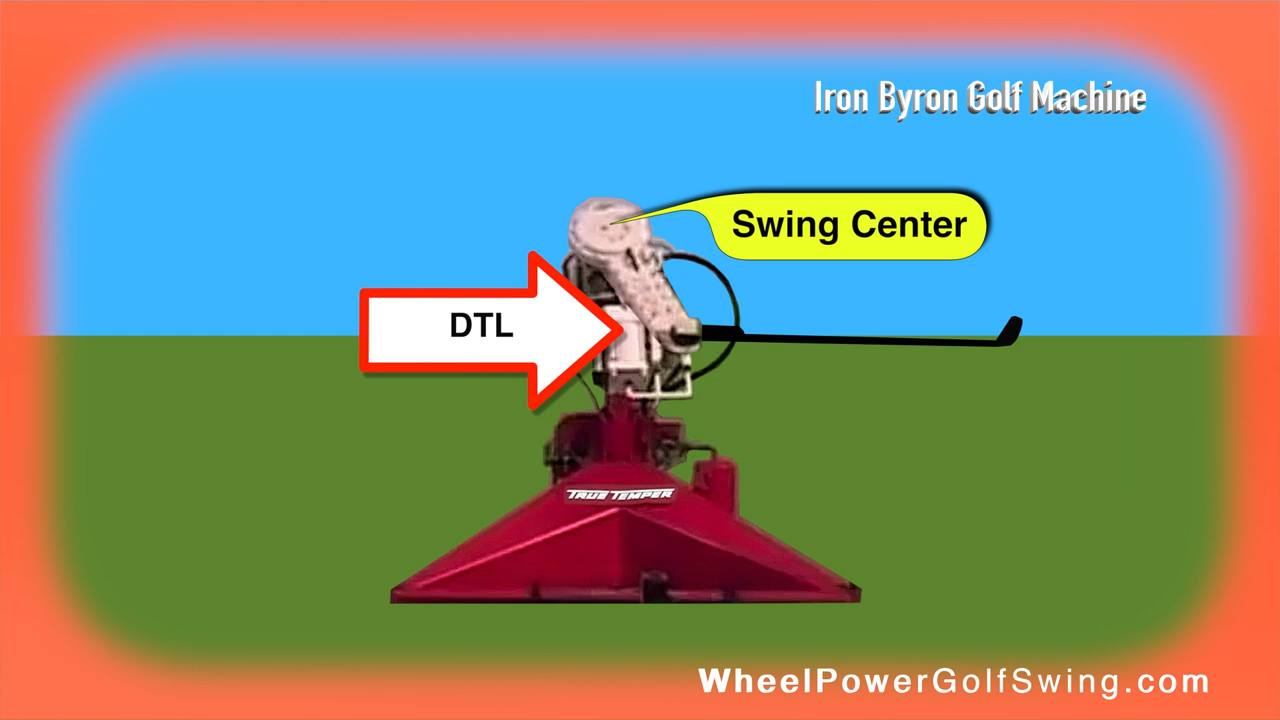 Iron Byron Golf Machine
Swing Center
DTL
TRUE TEMPER
WheelPowerGolfSwing.com